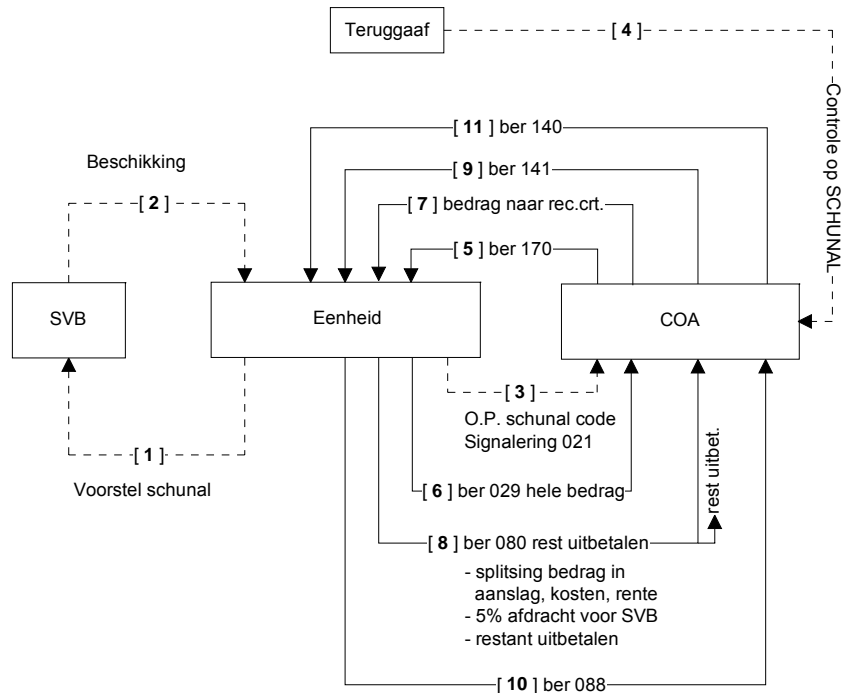 Teruggaaf
[ 4 ]
Controle op SCHUNAL
[ 11 ] ber 140
Beschikking
[ 9 ] ber 141
[ 2 ]
[ 7 ] bedrag naar rec.crt.
[ 5 ] ber 170
SVB
Eenheid
COA
[ 3 ]
O.P. schunal code
Signalering 021
[ 1 ]
Voorstel schunal
[ 6 ] ber 029 hele bedrag
rest uitbet.
[ 8 ] ber 080 rest uitbetalen
- splitsing bedrag in
aanslag, kosten, rente
- 5% afdracht voor SVB
- restant uitbetalen
[ 10 ] ber 088